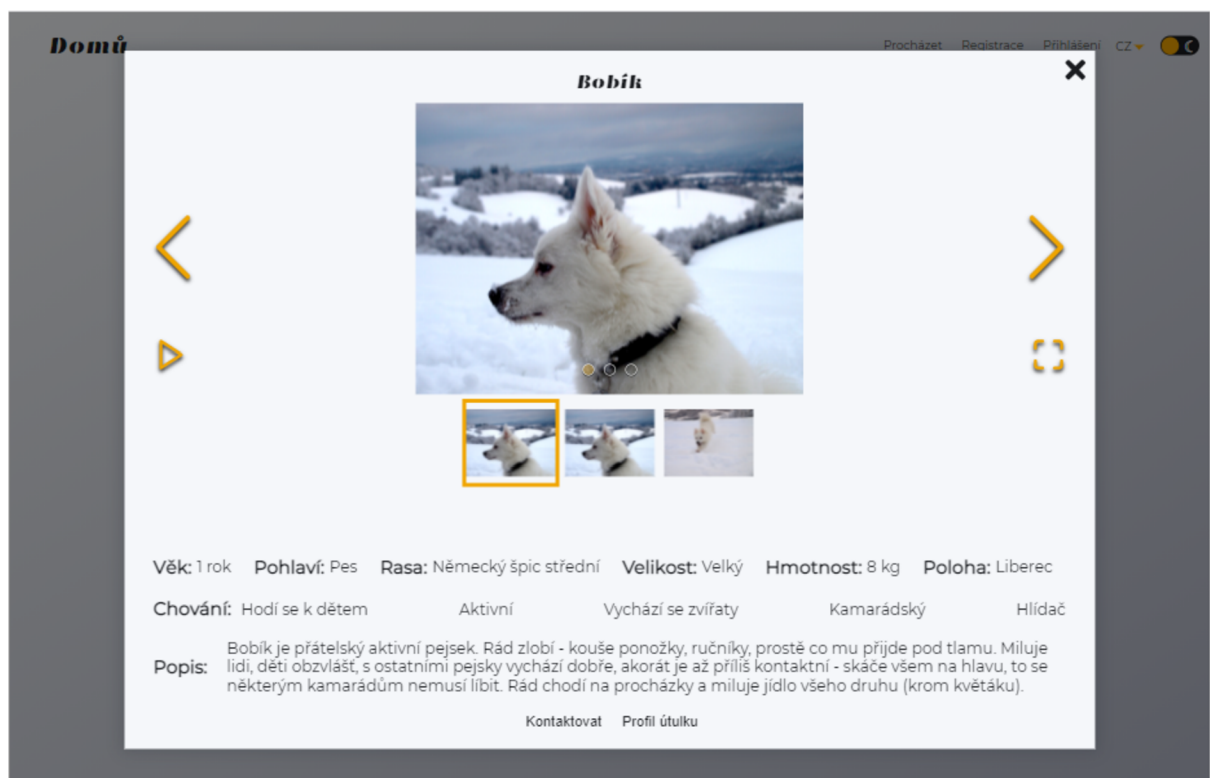 Domů
Procházet Registrace Přihlášení CZ
Bobík
Věk: 1 rok Pohlaví: Pes Rasa: Německý špic střední Velikost: Velký Hmotnost: 8 kg Poloha: Liberec
Chování: Hodí se k dětem Aktivní Vychází se zvířaty Kamarádský Hlídač
Popis: Bobík je přátelský aktivní pejsek. Rád zlobí - kouše ponožky, ručníky, prostě co mu přijde pod tlamu. Miluje
lidi, děti obzvlášť, s ostatními pejsky vychází dobře, akorát je až příliš kontaktní - skáče všem na hlavu, to se
některým kamarádům nemusí líbit. Rád chodí na procházky a miluje jídlo všeho druhu (krom květáku).
Kontaktovat Profil útulku